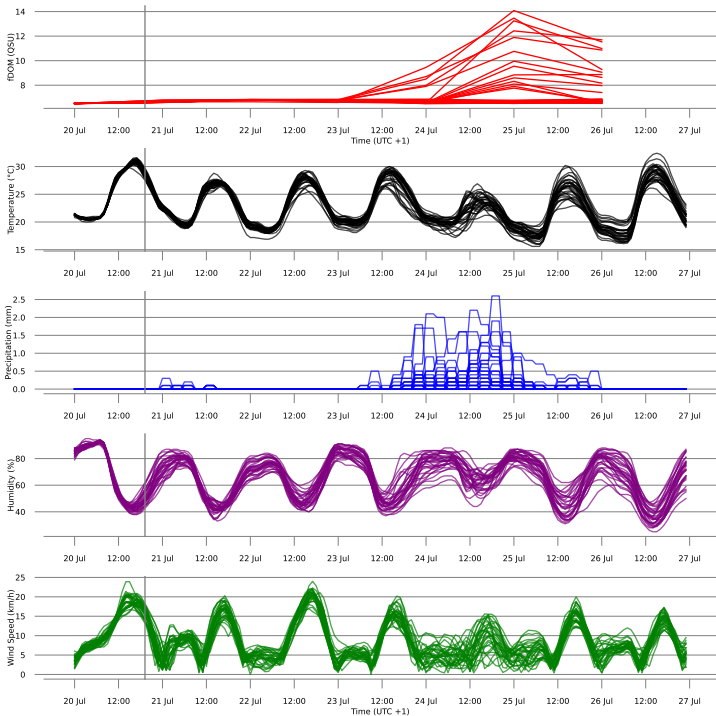 14
12
10
8
fDOM (QSU)
20 Jul 12:00 21 Jul 12:00 22 Jul 12:00 23 Jul 12:00 24 Jul 12:00 25 Jul 12:00 26 Jul 12:00 27 Jul
Time (UTC +1)
30
25
20
15
Temperature (°C)
20 Jul 12:00 21 Jul 12:00 22 Jul 12:00 23 Jul 12:00 24 Jul 12:00 25 Jul 12:00 26 Jul 12:00 27 Jul
2.5
2.0
1.5
1.0
0.5
0.0
Precipitation (mm)
20 Jul 12:00 21 Jul 12:00 22 Jul 12:00 23 Jul 12:00 24 Jul 12:00 25 Jul 12:00 26 Jul 12:00 27 Jul
80
60
40
Humidity (%)
20 Jul 12:00 21 Jul 12:00 22 Jul 12:00 23 Jul 12:00 24 Jul 12:00 25 Jul 12:00 26 Jul 12:00 27 Jul
25
20
15
10
5
0
Wind Speed (km/h)
20 Jul 12:00 21 Jul 12:00 22 Jul 12:00 23 Jul 12:00 24 Jul 12:00 25 Jul 12:00 26 Jul 12:00 27 Jul
Time (UTC +1)